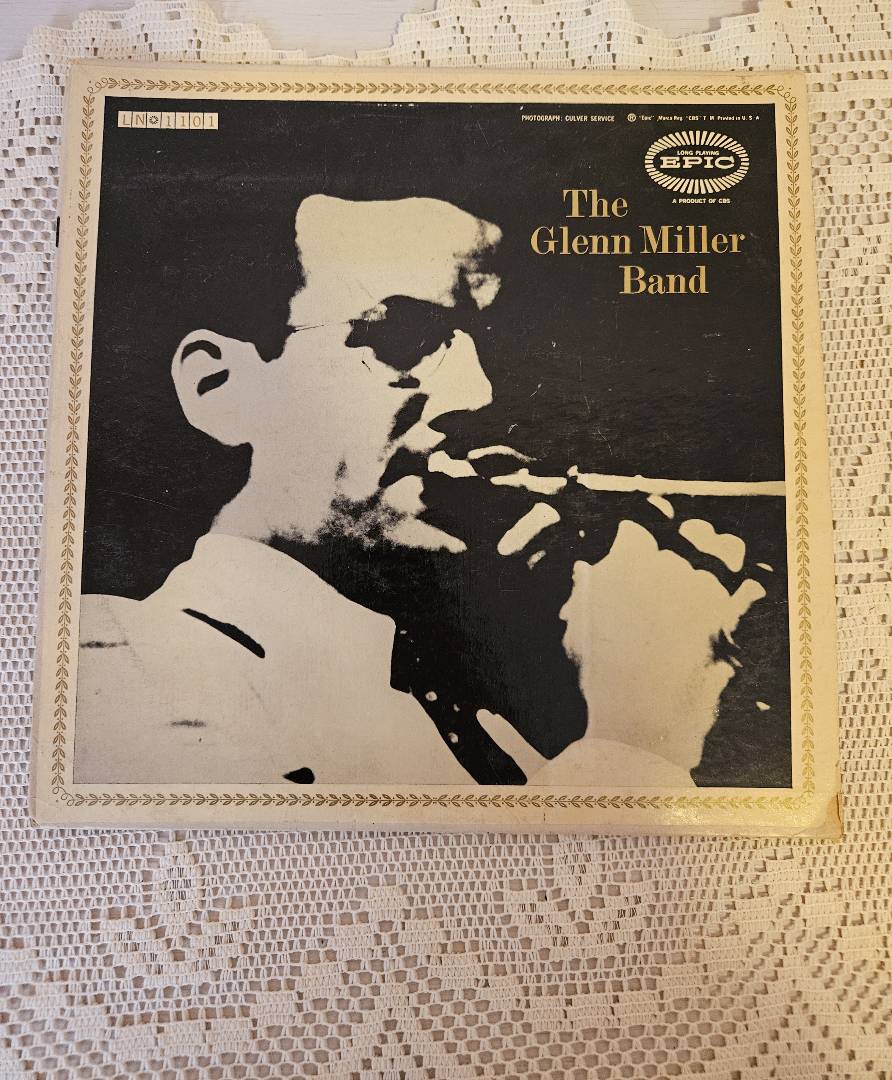 LN 1101
PHOTOGRAPH: CULVER SERVICE
® "Epic" ,Marca Reg. "CBS" T M Printed in U. S A
LONG PLAYING
EPIC
A PRODUCT OF CBS
The
Glenn Miller
Band